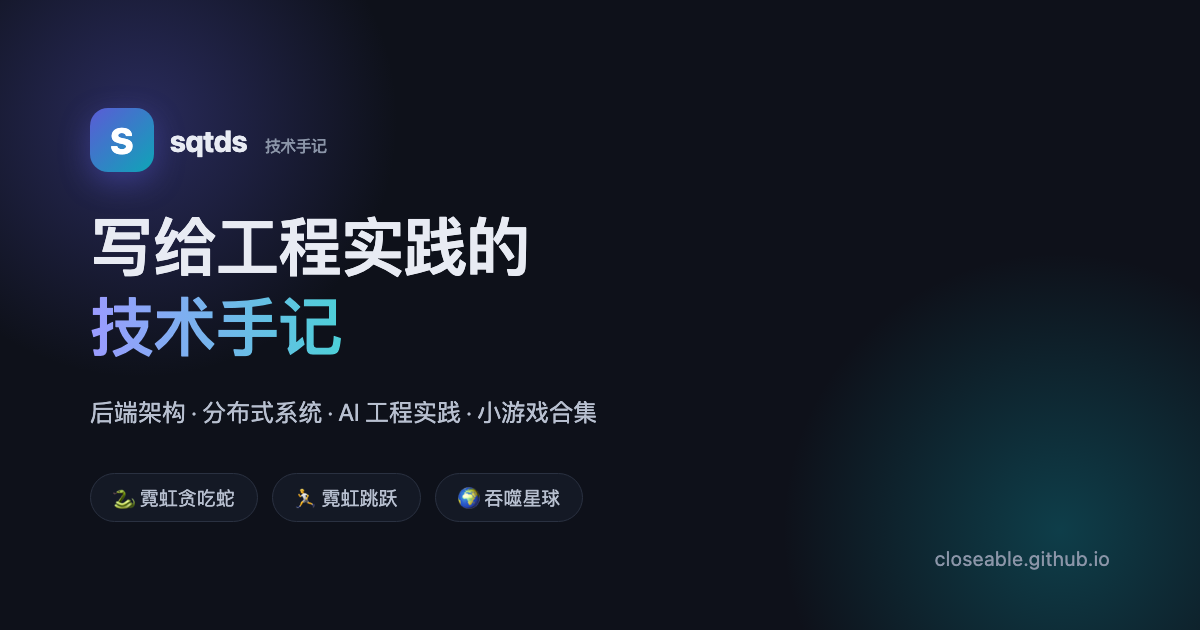 S sqtds 技术手记
写给工程实践的
技术手记
后端架构 · 分布式系统 · AI 工程实践 · 小游戏合集
🐍 霓虹贪吃蛇 🏃 霓虹跳跃 🌍 吞噬星球
closeable.github.io